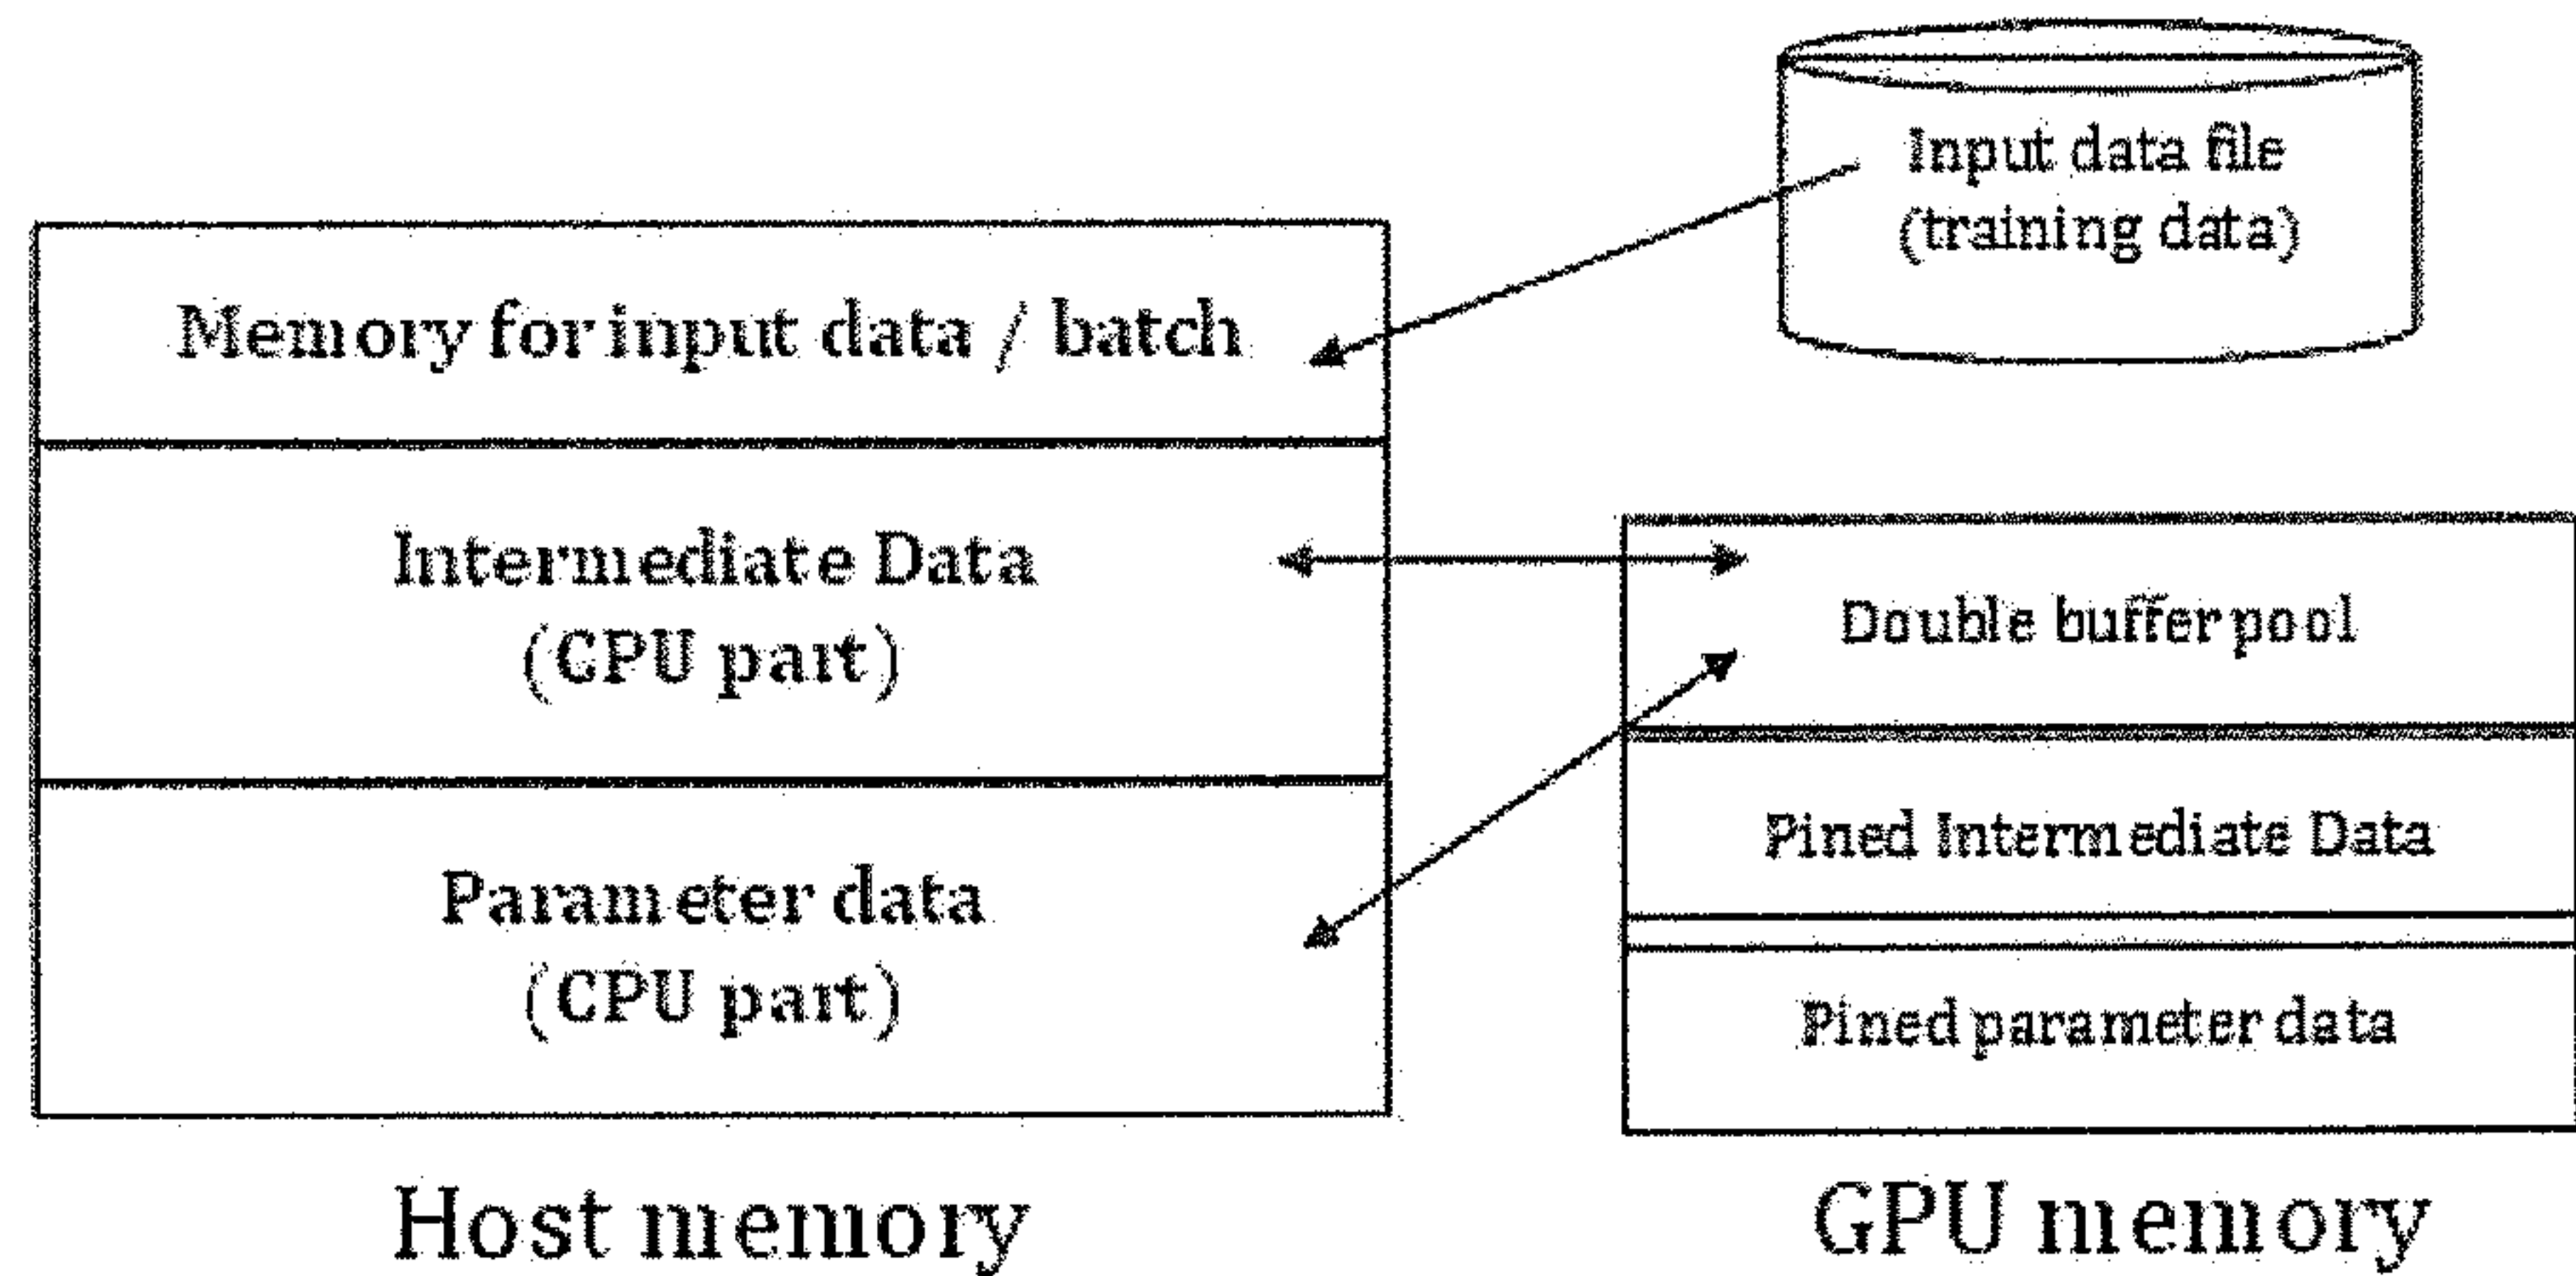 Input data file
(training data)
Memory for input data / batch
Intermediate Data
(CPU part)
Parameter data
(CPU part)
Host memory
Double buffer pool
Pined Intermediate Data
Pined parameter data
GPU memory